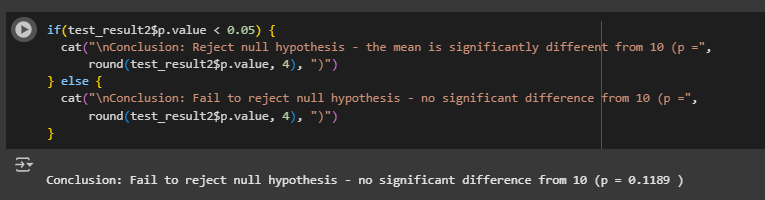 if(test_result2$p.value < 0.05) {
  cat("\nConclusion: Reject null hypothesis - the mean is significantly different from 10 (p =",
      round(test_result2$p.value, 4), ")")
} else {
  cat("\nConclusion: Fail to reject null hypothesis - no significant difference from 10 (p =",
      round(test_result2$p.value, 4), ")")
}
Conclusion: Fail to reject null hypothesis - no significant difference from 10 (p = 0.1189 )